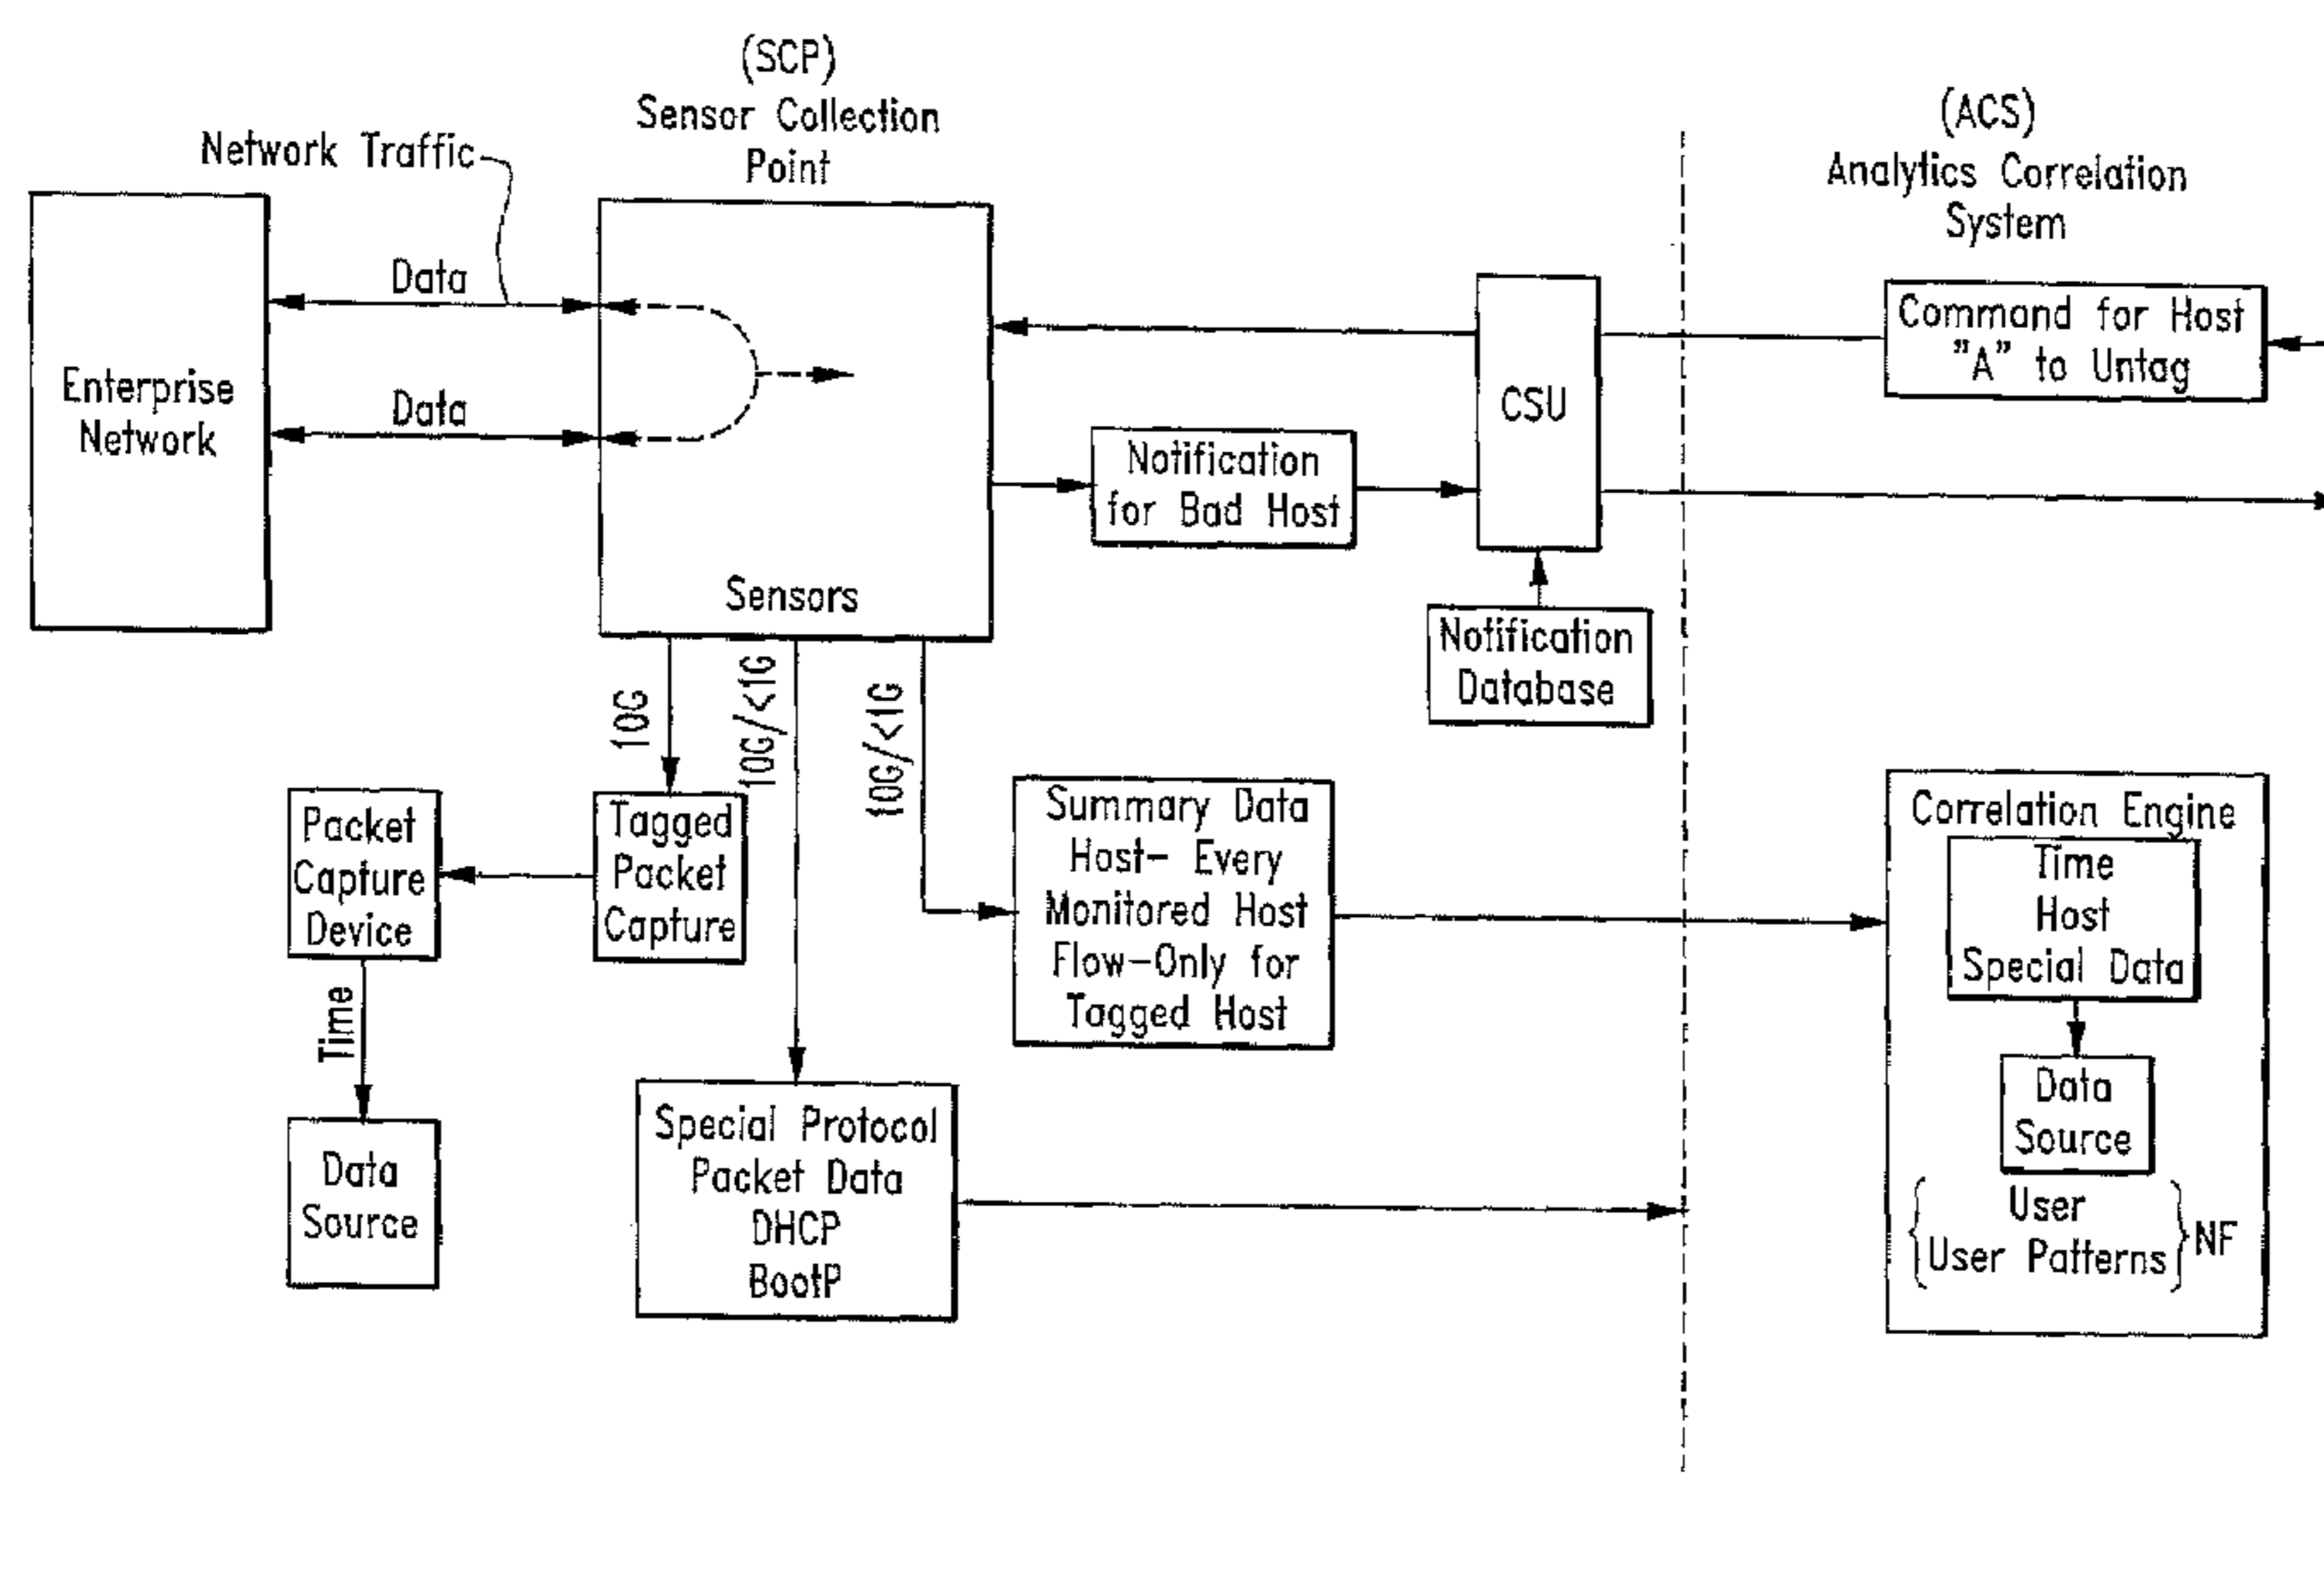 (SCP)
Sensor Collection
Point
(ACS)
Analytics Correlation
System
Network Traffic
Data
Data
Enterprise
Network
Sensors
Command for Host
"A" to Untag
CSU
Notification
for Bad Host
Notification
Database
10G
10G/<1G
10G/<1G
Packet
Capture
Device
Tagged
Packet
Capture
Time
Data
Source
Summary Data
Host- Every
Monitored Host
Flow-Only for
Tagged Host
Special Protocol
Packet Data
DHCP
BootP
Correlation Engine
Time
Host
Special Data
Data
Source
{User
User Patterns} NF